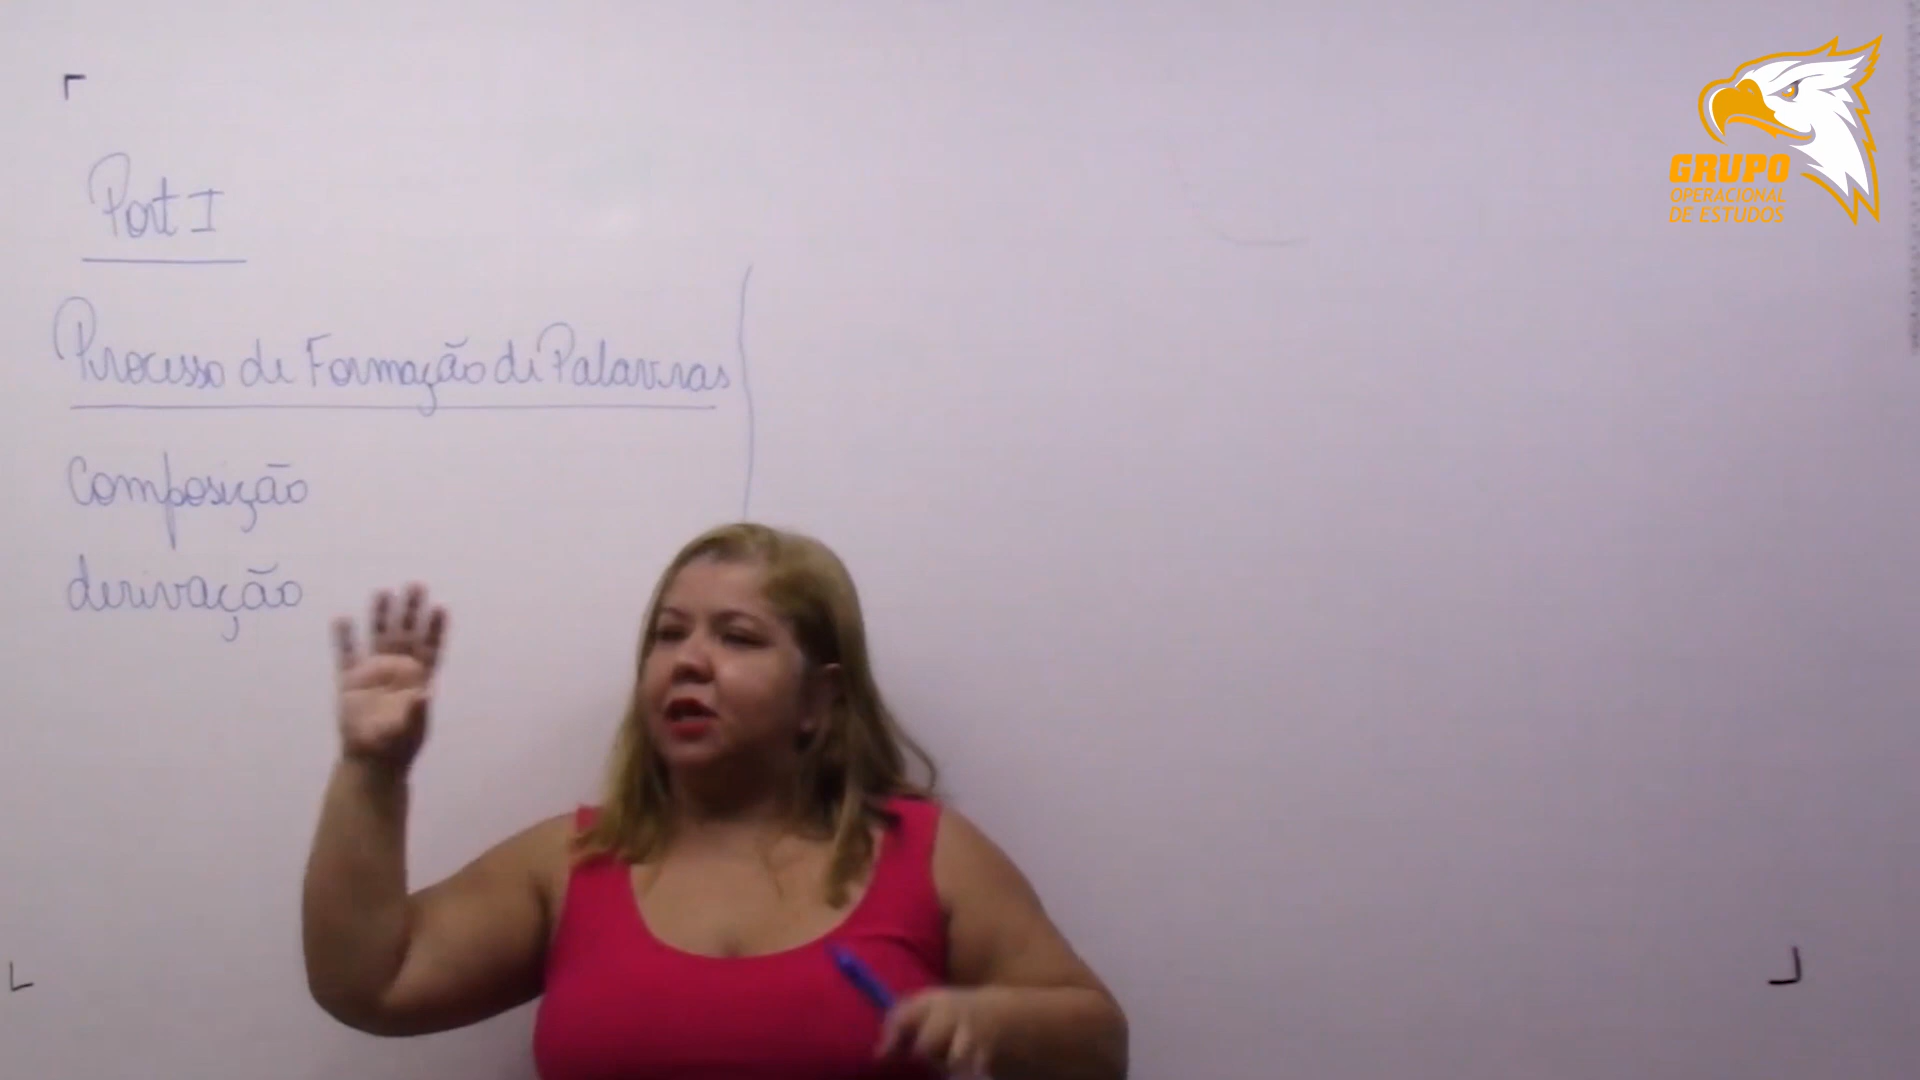 Port I
Processo de Formação de Palavras
Composição
derivação
GRUPO
OPERACIONAL
DE ESTUDOS